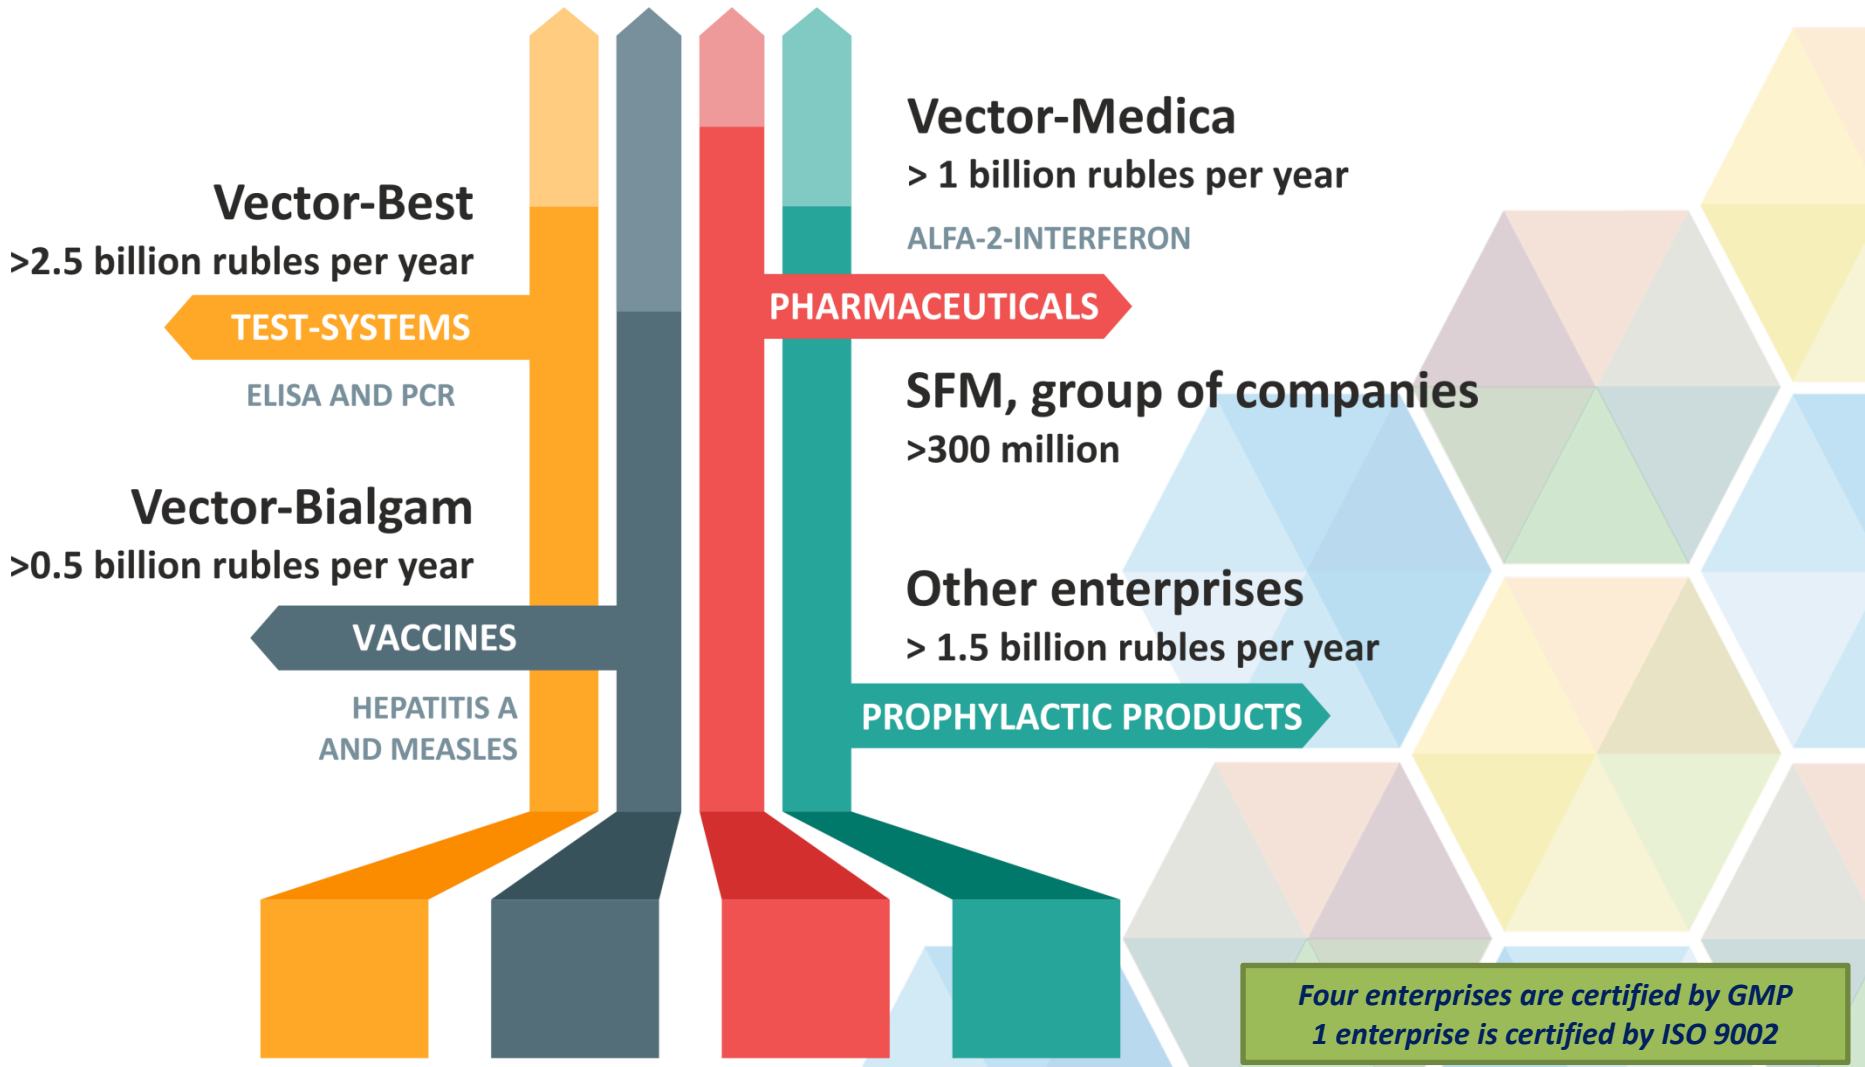 Vector-Best
>2.5 billion rubles per year
TEST-SYSTEMS
ELISA AND PCR
Vector-Bialgam
>0.5 billion rubles per year
VACCINES
HEPATITIS A
AND MEASLES
Vector-Medica
> 1 billion rubles per year
ALFA-2-INTERFERON
PHARMACEUTICALS
SFM, group of companies
>300 million
Other enterprises
> 1.5 billion rubles per year
PROPHYLACTIC PRODUCTS
Four enterprises are certified by GMP
1 enterprise is certified by ISO 9002